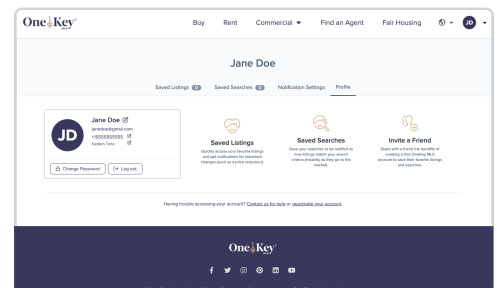 OneKey
MLS
Buy
Rent
Commercial
Find an Agent
Fair Housing
JD
Jane Doe
Saved Listings 0
Saved Searches 0
Notification Settings
Profile
JD
Jane Doe
janedoe@gmail.com
+15555555555
Eastern Time
Change Password
Log out
Saved Listings
Quickly access your favorite listings
and get notifications for important
changes (such as a price reduction).
Saved Searches
Save your searches to be notified as
new listings match your search
criteria (instantly as they go to the
market).
Invite a Friend
Share with a friend the benefits of
creating a free OneKey MLS
account to save their favorite listings
and searches.
Having trouble accessing your account? Contact us for help or deactivate your account
OneKey
MLS